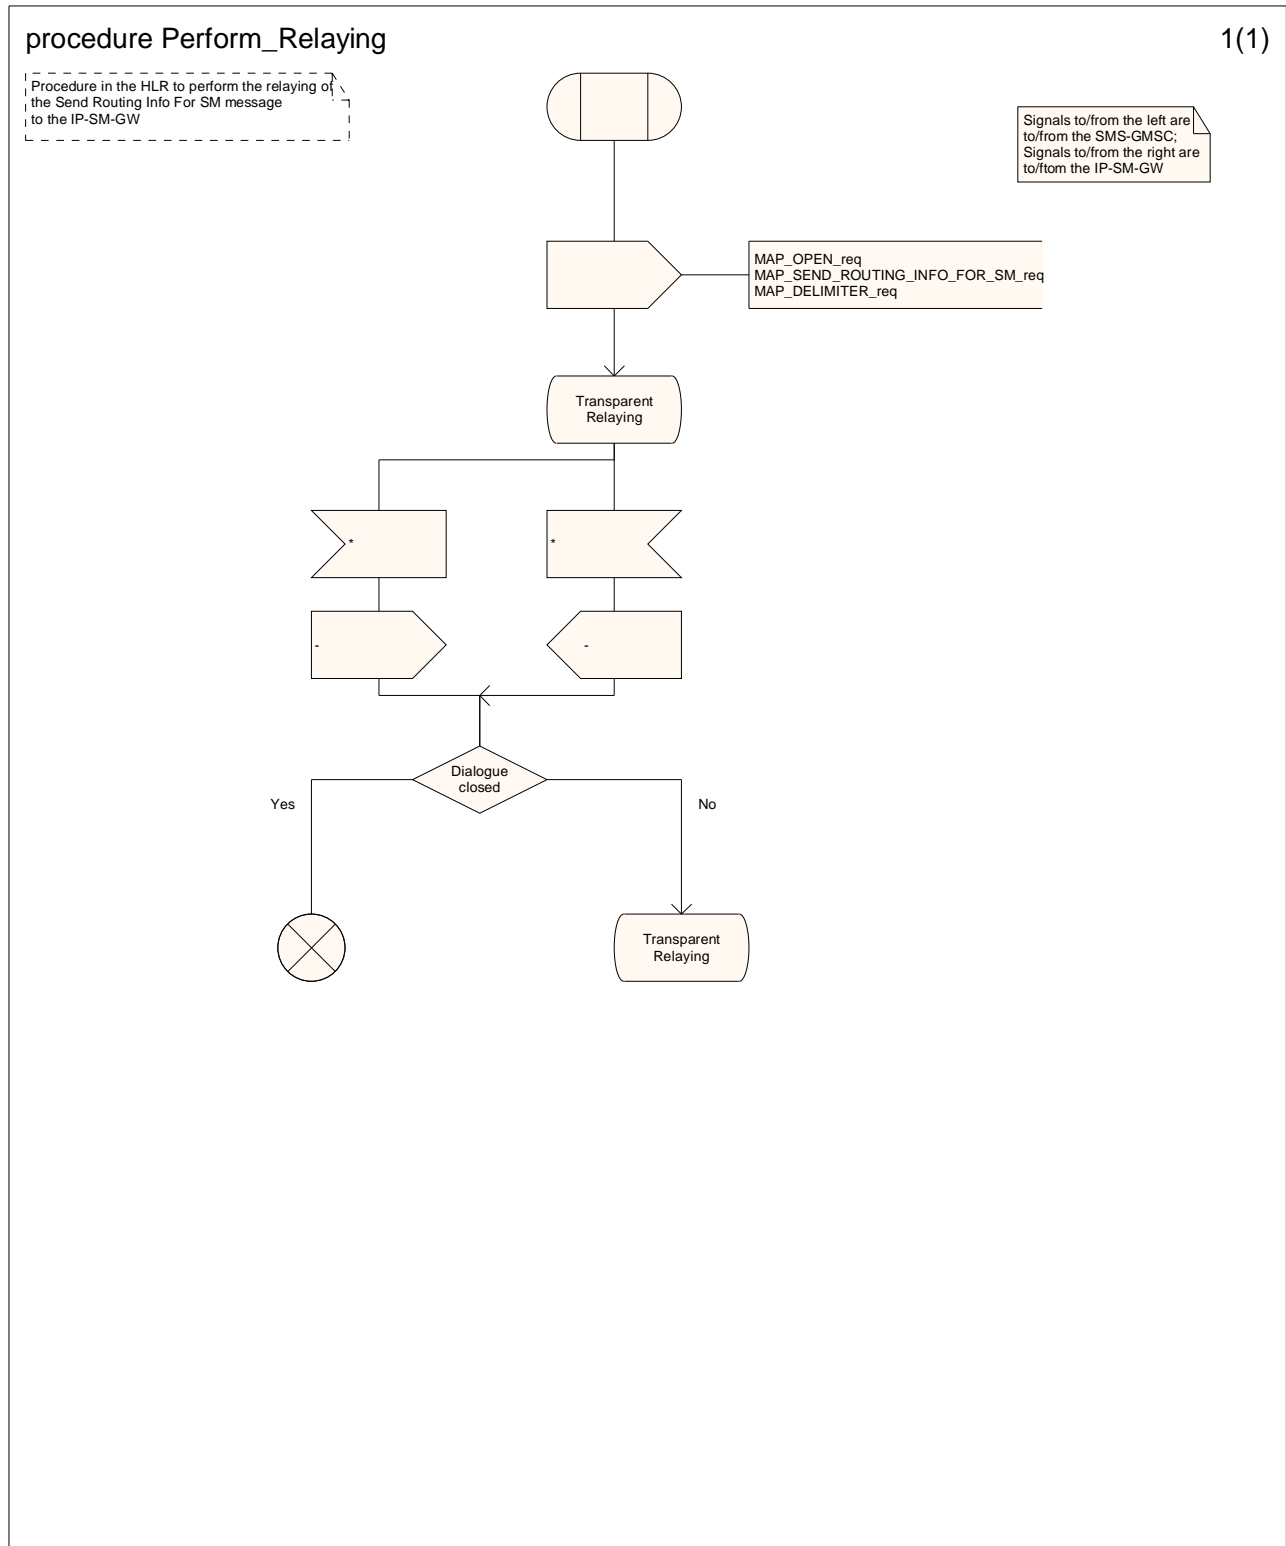 procedure Perform_Relaying
1(1)
Procedure in the HLR to perform the relaying of
the Send Routing Info For SM message
to the IP-SM-GW
Signals to/from the left are
to/from the SMS-GMSC;
Signals to/from the right are
to/ftom the IP-SM-GW
MAP_OPEN_req
MAP_SEND_ROUTING_INFO_FOR_SM_req
MAP_DELIMITER_req
Transparent
Relaying
*
*
-
-
Dialogue
closed
Yes
No
Transparent
Relaying